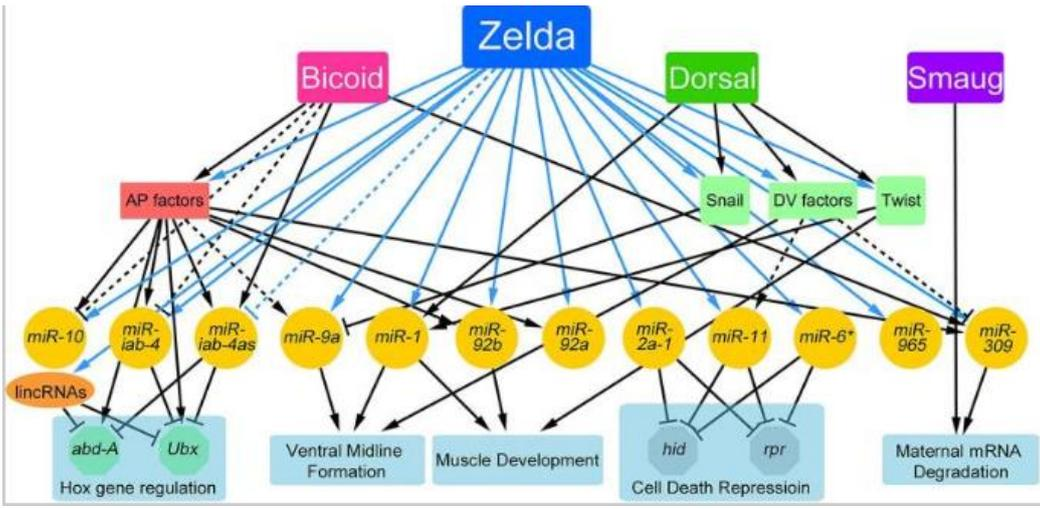 Zelda
Bicoid
Dorsal
Smaug
AP factors
Snail
DV factors
Twist
miR-10
miR-
iab-4
miR-
iab-4as
miR-9a
miR-1
miR-
92b
miR-
92a
miR-
2a-1
miR-11
miR-6*
miR-
965
miR-
309
lincRNAs
abd-A
Ubx
Hox gene regulation
Ventral Midline
Formation
Muscle Development
hid
rpr
Cell Death Repressioin
Maternal mRNA
Degradation